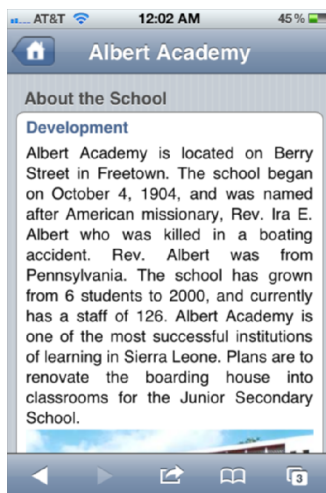 AT&T 12:02 AM 45%
Albert Academy
About the School
Development
Albert Academy is located on Berry
Street in Freetown. The school began
on October 4, 1904, and was named
after American missionary, Rev. Ira E.
Albert who was killed in a boating
accident. Rev. Albert was from
Pennsylvania. The school has grown
from 6 students to 2000, and currently
has a staff of 126. Albert Academy is
one of the most successful institutions
of learning in Sierra Leone. Plans are to
renovate the boarding house into
classrooms for the Junior Secondary
School.
3